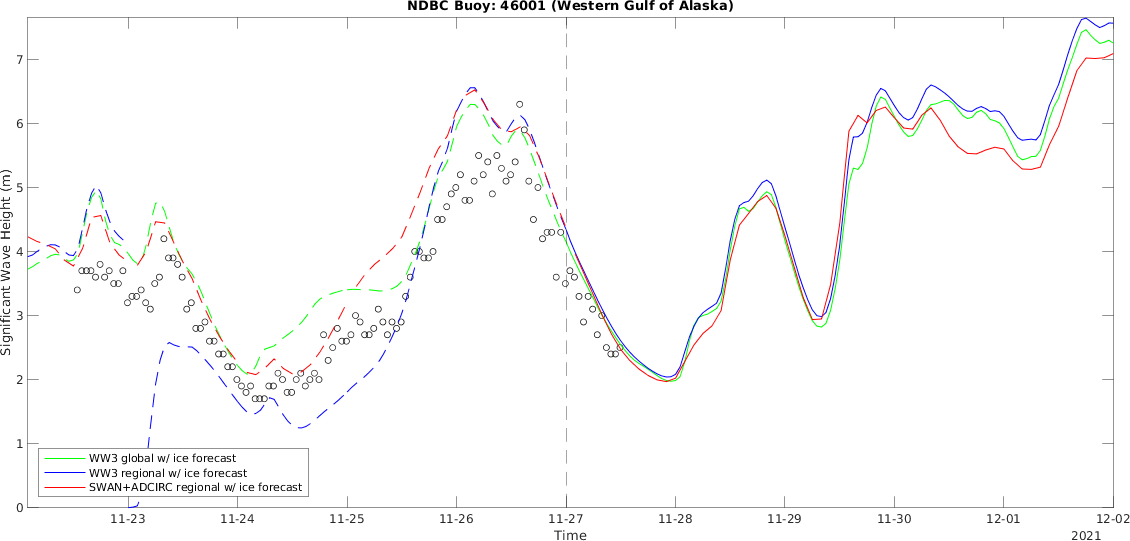 NDBC Buoy: 46001 (Western Gulf of Alaska)
Significant Wave Height (m)
7
6
5
4
3
2
1
0
WW3 global w/ ice forecast
WW3 regional w/ ice forecast
SWAN+ADCIRC regional w/ ice forecast
11-23 11-24 11-25 11-26 11-27 11-28 11-29 11-30 12-01 12-02
Time
2021